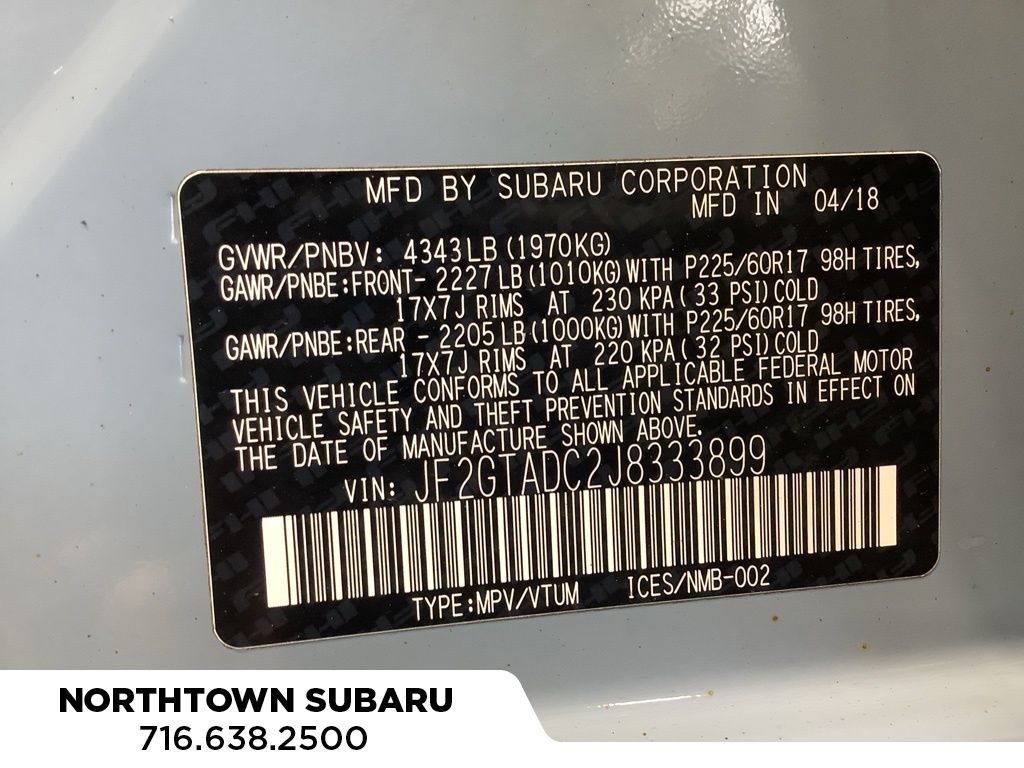 MFD BY SUBARU CORPORATION
MFD IN 04/18
GVWR/PNBV: 4343LB (1970KG)
GAWR/PNBE:FRONT- 2227LB (1010KG) WITH P225/60R17 98H TIRES,
17X7J RIMS AT 230 KPA ( 33 PSI) COLD
GAWR/PNBE:REAR - 2205 LB (1000KG) WITH P225/60R17 98H TIRES,
17X7J RIMS AT 220 KPA ( 32 PSI) COLD
THIS VEHICLE CONFORMS TO ALL APPLICABLE FEDERAL MOTOR
VEHICLE SAFETY AND THEFT PREVENTION STANDARDS IN EFFECT ON
THE DATE OF MANUFACTURE SHOWN ABOVE.
VIN: JF2GTADC2J8333899
TYPE:MPV/VTUM ICES/NMB-002
NORTHTOWN SUBARU
716.638.2500